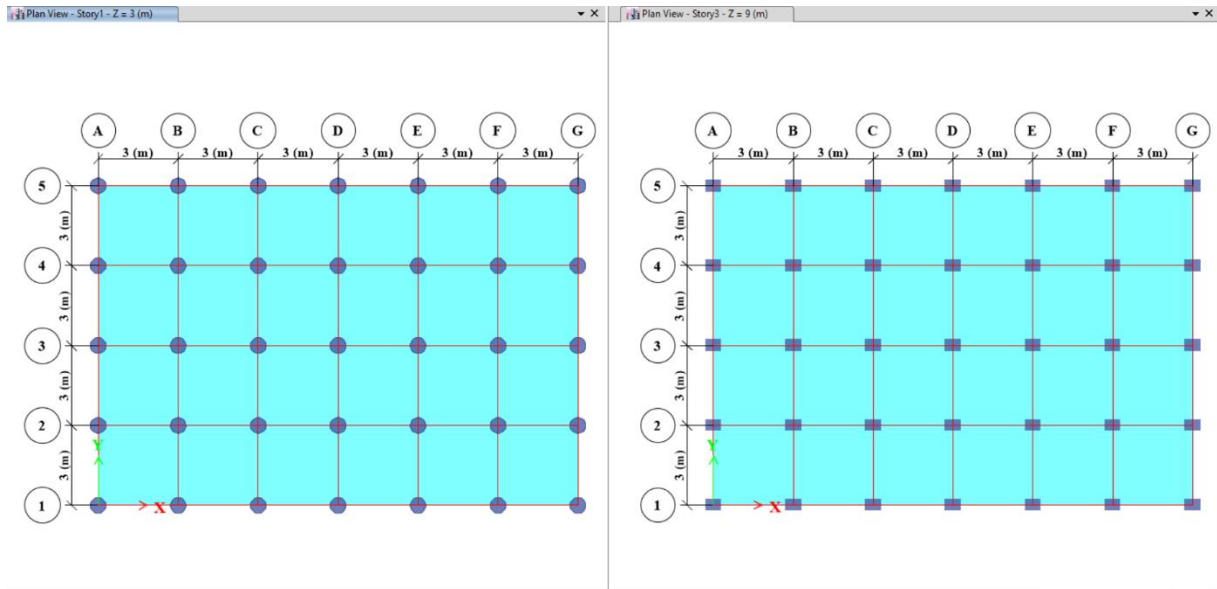 Plan View - Story1 - Z = 3 (m)
A B C D E F G
3 (m) 3 (m) 3 (m) 3 (m) 3 (m) 3 (m)
5
3 (m)
4
3 (m)
3
3 (m)
2
3 (m)
Y
1
X
Plan View - Story3 - Z = 9 (m)
A B C D E F G
3 (m) 3 (m) 3 (m) 3 (m) 3 (m) 3 (m)
5
3 (m)
4
3 (m)
3
3 (m)
2
3 (m)
Y
1
X